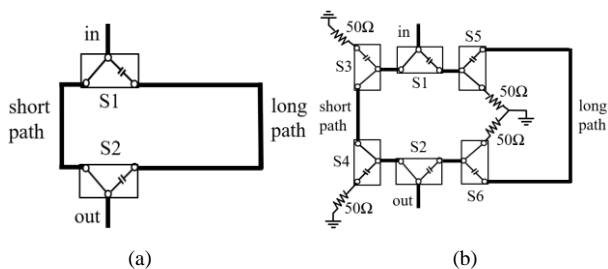 in
S1
short
path
long
path
S2
out
(a)
50Ω
in
S5
S3
S1
50Ω
short
path
50Ω
long
path
S2
S4
50Ω
out
S6
(b)